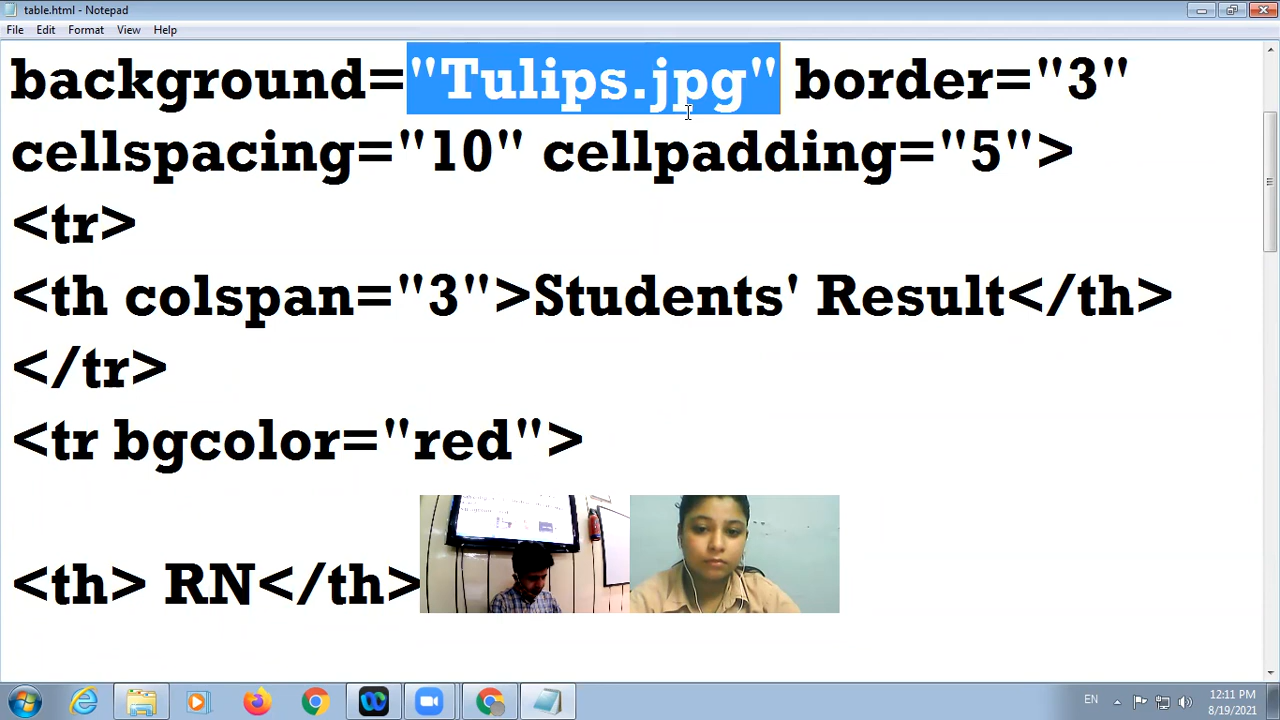 table.html - Notepad
File Edit Format View Help
background="Tulips.jpg" border="3"
cellspacing="10" cellpadding="5">
<tr>
<th colspan="3">Students' Result</th>
</tr>
<tr bgcolor="red">
<th> RN</th>
EN
12:11 PM
8/19/2021